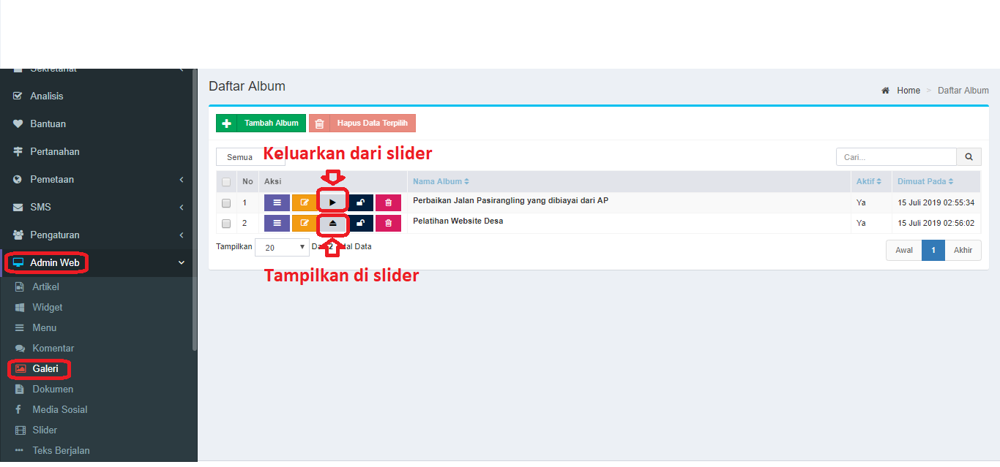 Sekretariat
Analisis
Bantuan
Pertanahan
Pemetaan
SMS
Pengaturan
Admin Web
Artikel
Widget
Menu
Komentar
Galeri
Dokumen
Media Sosial
Slider
Teks Berjalan
Daftar Album
Home > Daftar Album
Tambah Album
Hapus Data Terpilih
Semua
Keluarkan dari slider
Cari...
No Aksi Nama Album Aktif Dimuat Pada
1 Perbaikan Jalan Pasirangling yang dibiayai dari AP Ya 15 Juli 2019 02:55:34
2 Pelatihan Website Desa Ya 15 Juli 2019 02:56:02
Tampilkan 20 2 Data
Awal 1 Akhir
Tampilkan di slider